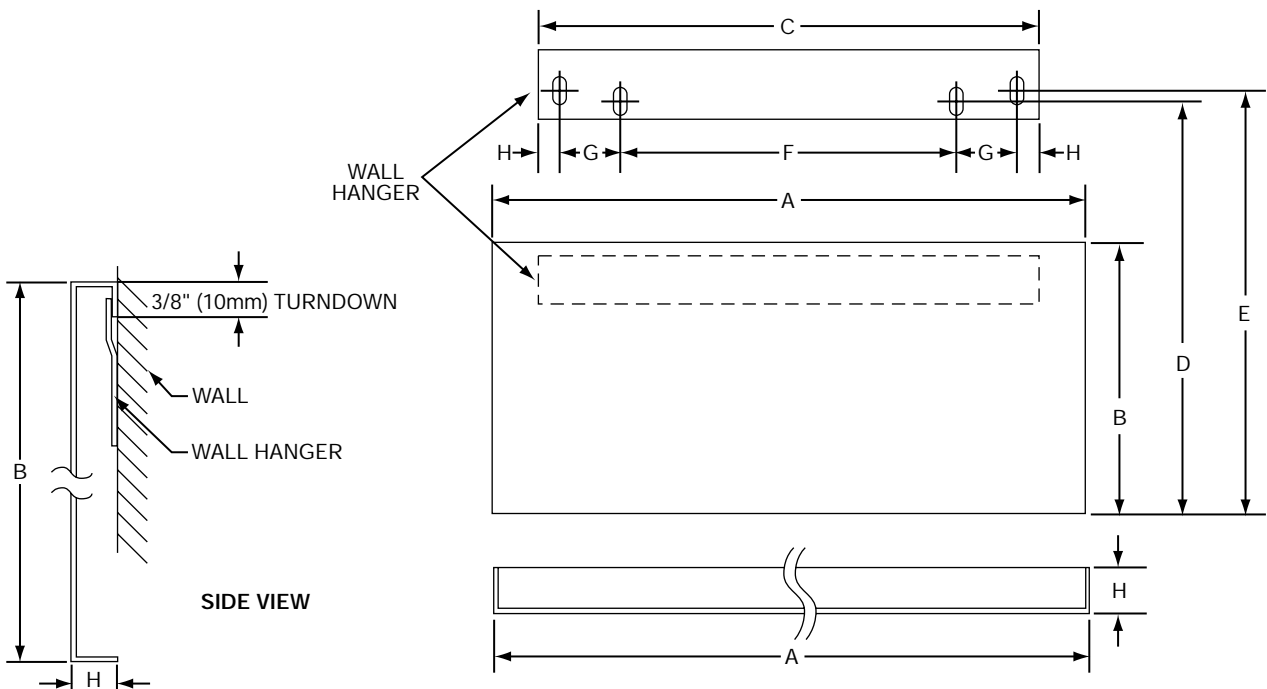 C
H
G
F
G
H
WALL
HANGER
A
3/8" (10mm) TURNDOWN
E
D
WALL
B
WALL HANGER
B
H
SIDE VIEW
A
H